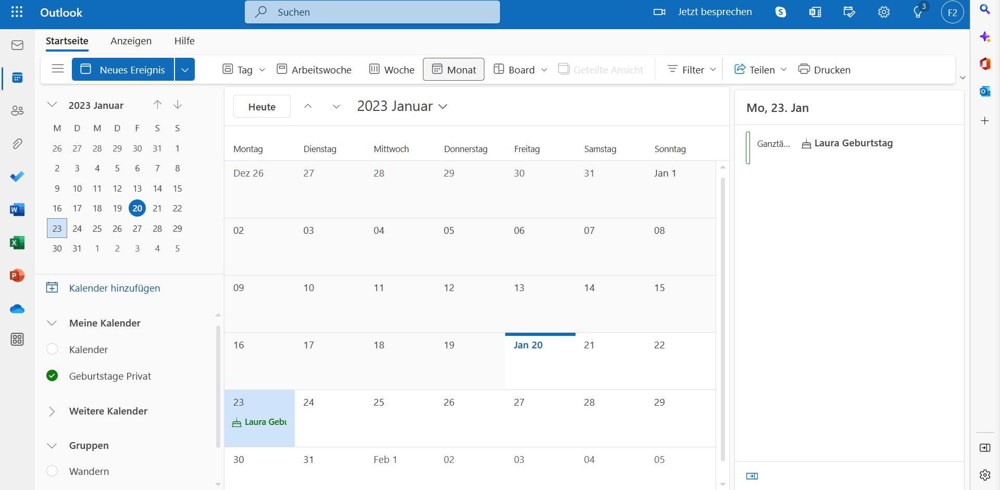 Outlook
Suchen
Jetzt besprechen
3
F2
Startseite Anzeigen Hilfe
Neues Ereignis Tag Arbeitswoche Woche Monat Board Geteilte Ansicht Filter Teilen Drucken
2023 Januar
M D M D F S S
26 27 28 29 30 31 1
2 3 4 5 6 7 8
9 10 11 12 13 14 15
16 17 18 19 20 21 22
23 24 25 26 27 28 29
30 31 1 2 3 4 5
Kalender hinzufügen
Meine Kalender
Kalender
Geburtstage Privat
Weitere Kalender
Gruppen
Wandern
Heute 2023 Januar
Montag Dienstag Mittwoch Donnerstag Freitag Samstag Sonntag
Dez 26 27 28 29 30 31 Jan 1
02 03 04 05 06 07 08
09 10 11 12 13 14 15
16 17 18 19 Jan 20 21 22
23 24 25 26 27 28 29
Laura Gebu
30 31 Feb 1 02 03 04 05
Mo, 23. Jan
Ganztä... Laura Geburtstag